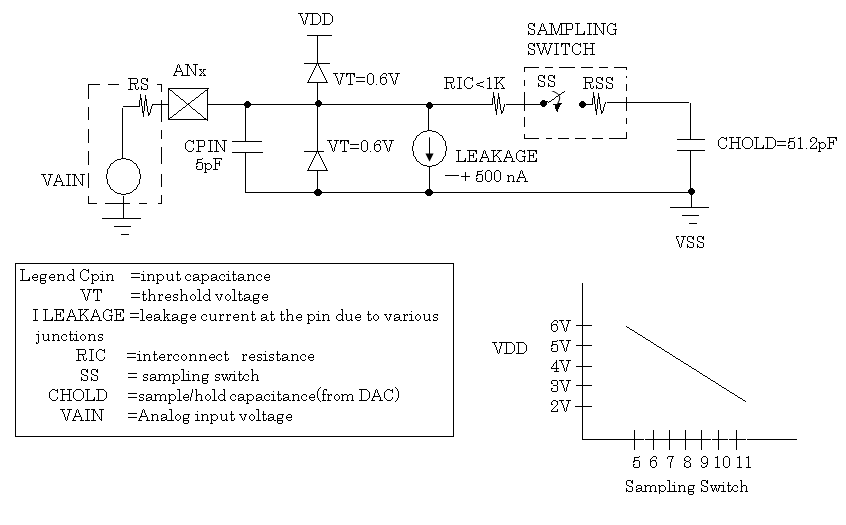 VDD
SAMPLING
SWITCH
ANx
RS
VT=0.6V
RIC<1K
SS
RSS
CPIN
5pF
VT=0.6V
LEAKAGE
—+ 500 nA
CHOLD=51.2pF
VAIN
VSS
Legend Cpin =input capacitance
VT =threshold voltage
I LEAKAGE =leakage current at the pin due to various
junctions
RIC =interconnect resistance
SS = sampling switch
CHOLD =sample/hold capacitance(from DAC)
VAIN =Analog input voltage
VDD
6V
5V
4V
3V
2V
5 6 7 8 9 10 11
Sampling Switch